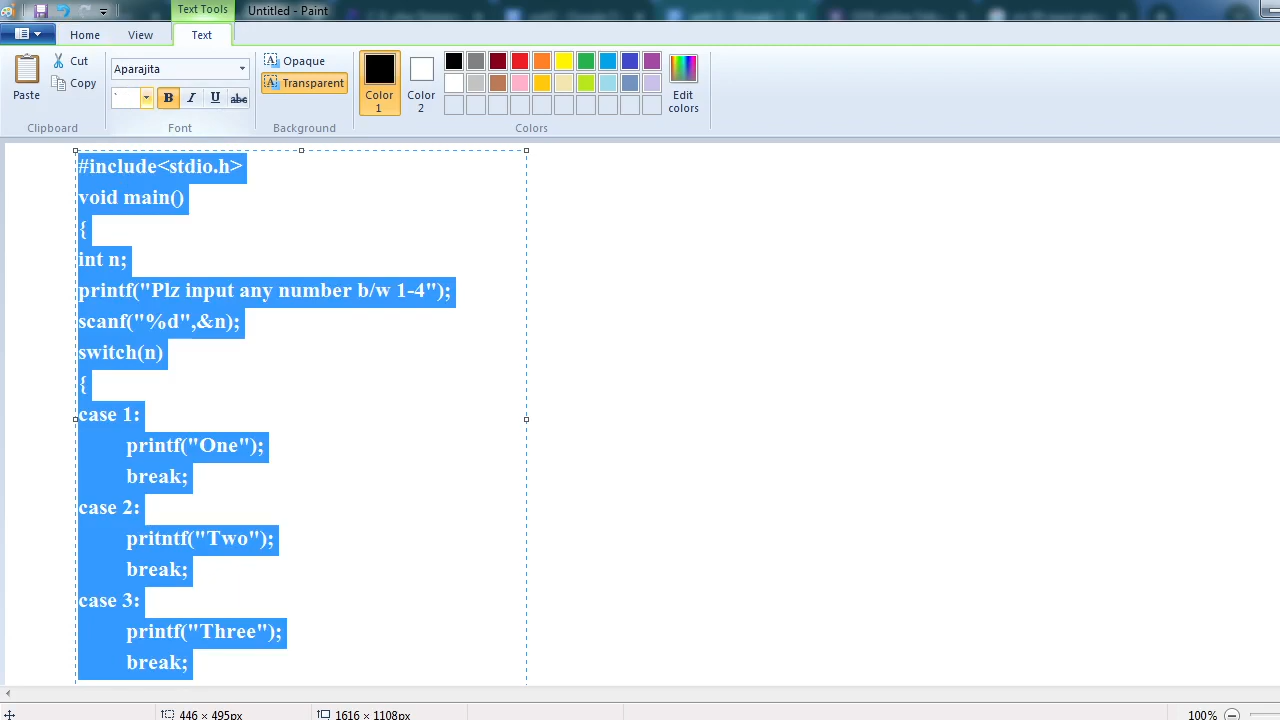 Text Tools
Untitled - Paint
Home View Text
Paste
Cut
Copy
Clipboard
Aparajita
B I U abc
Font
Opaque
Transparent
Background
Color 1
Color 2
Edit colors
Colors
#include<stdio.h>
void main()
{
int n;
printf("Plz input any number b/w 1-4");
scanf("%d",&n);
switch(n)
{
case 1:
printf("One");
break;
case 2:
pritntf("Two");
break;
case 3:
printf("Three");
break;
446 × 495px
1616 × 1108px
100%